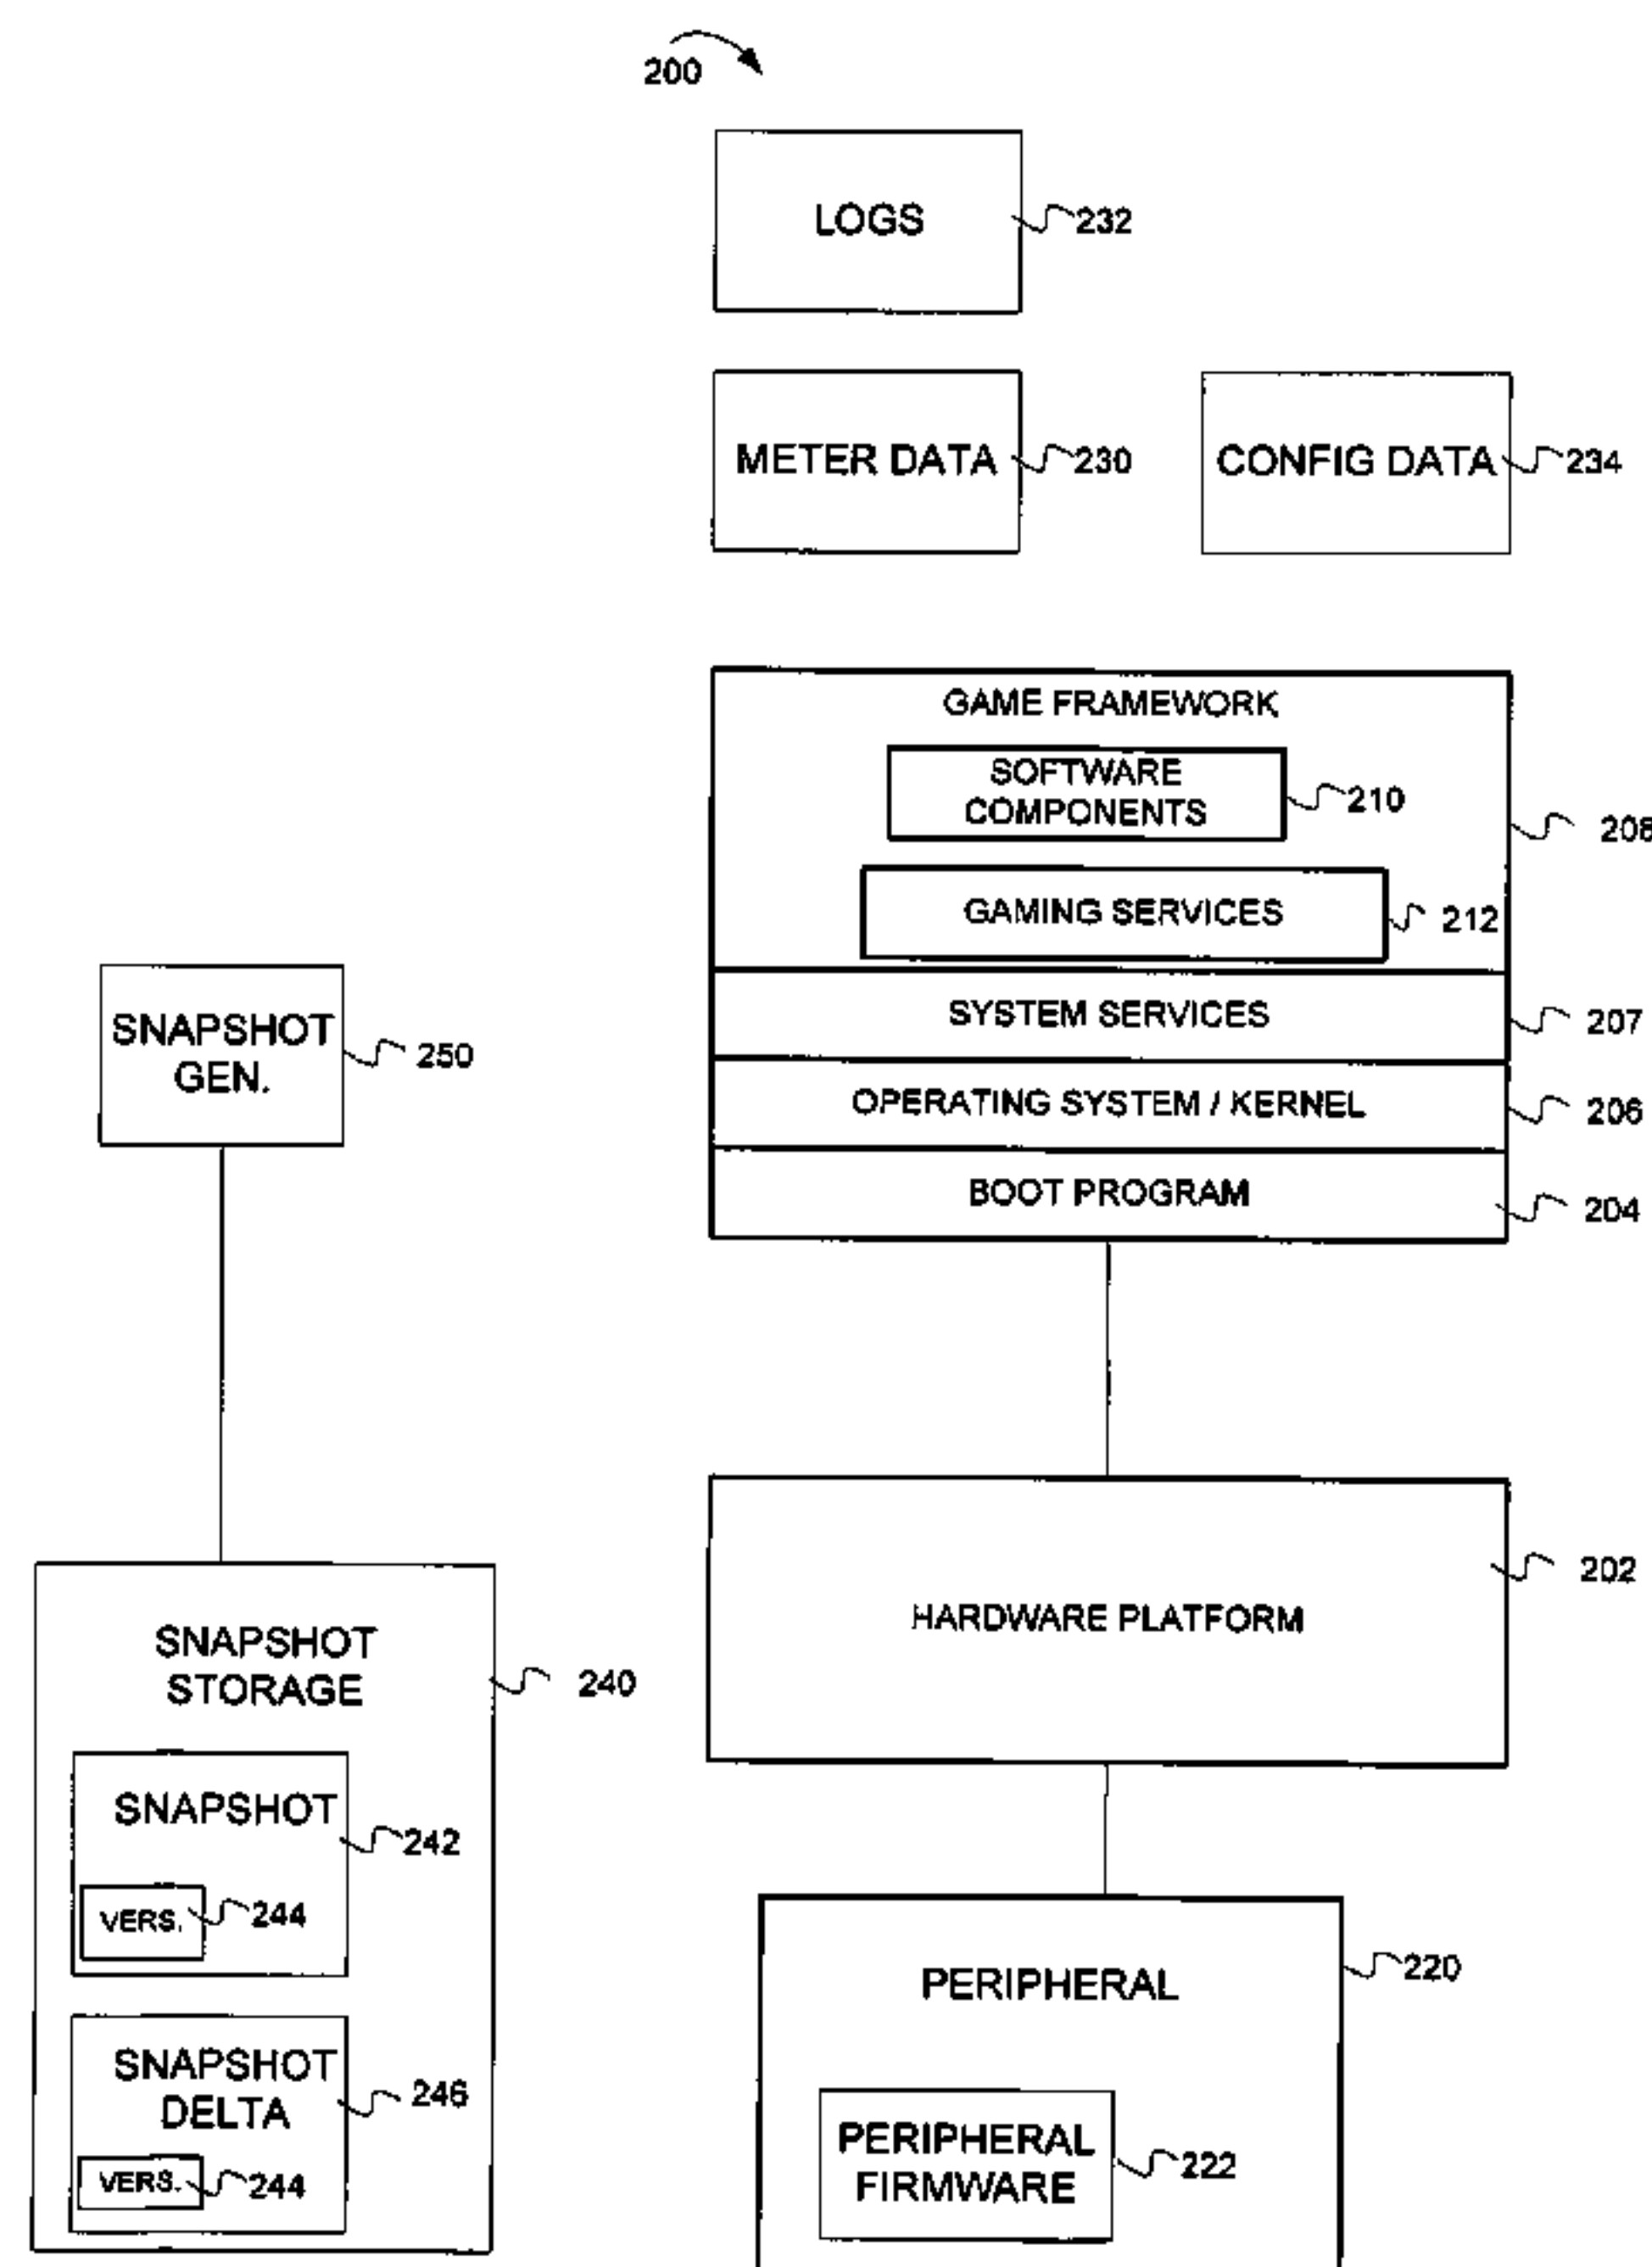 200
LOGS
232
METER DATA
230
CONFIG DATA
234
GAME FRAMEWORK
SOFTWARE
COMPONENTS
210
208
GAMING SERVICES
212
SYSTEM SERVICES
207
OPERATING SYSTEM / KERNEL
206
BOOT PROGRAM
204
SNAPSHOT
GEN.
250
HARDWARE PLATFORM
202
SNAPSHOT
STORAGE
240
SNAPSHOT
242
VERS.
244
SNAPSHOT
DELTA
246
VERS.
244
PERIPHERAL
220
PERIPHERAL
FIRMWARE
222